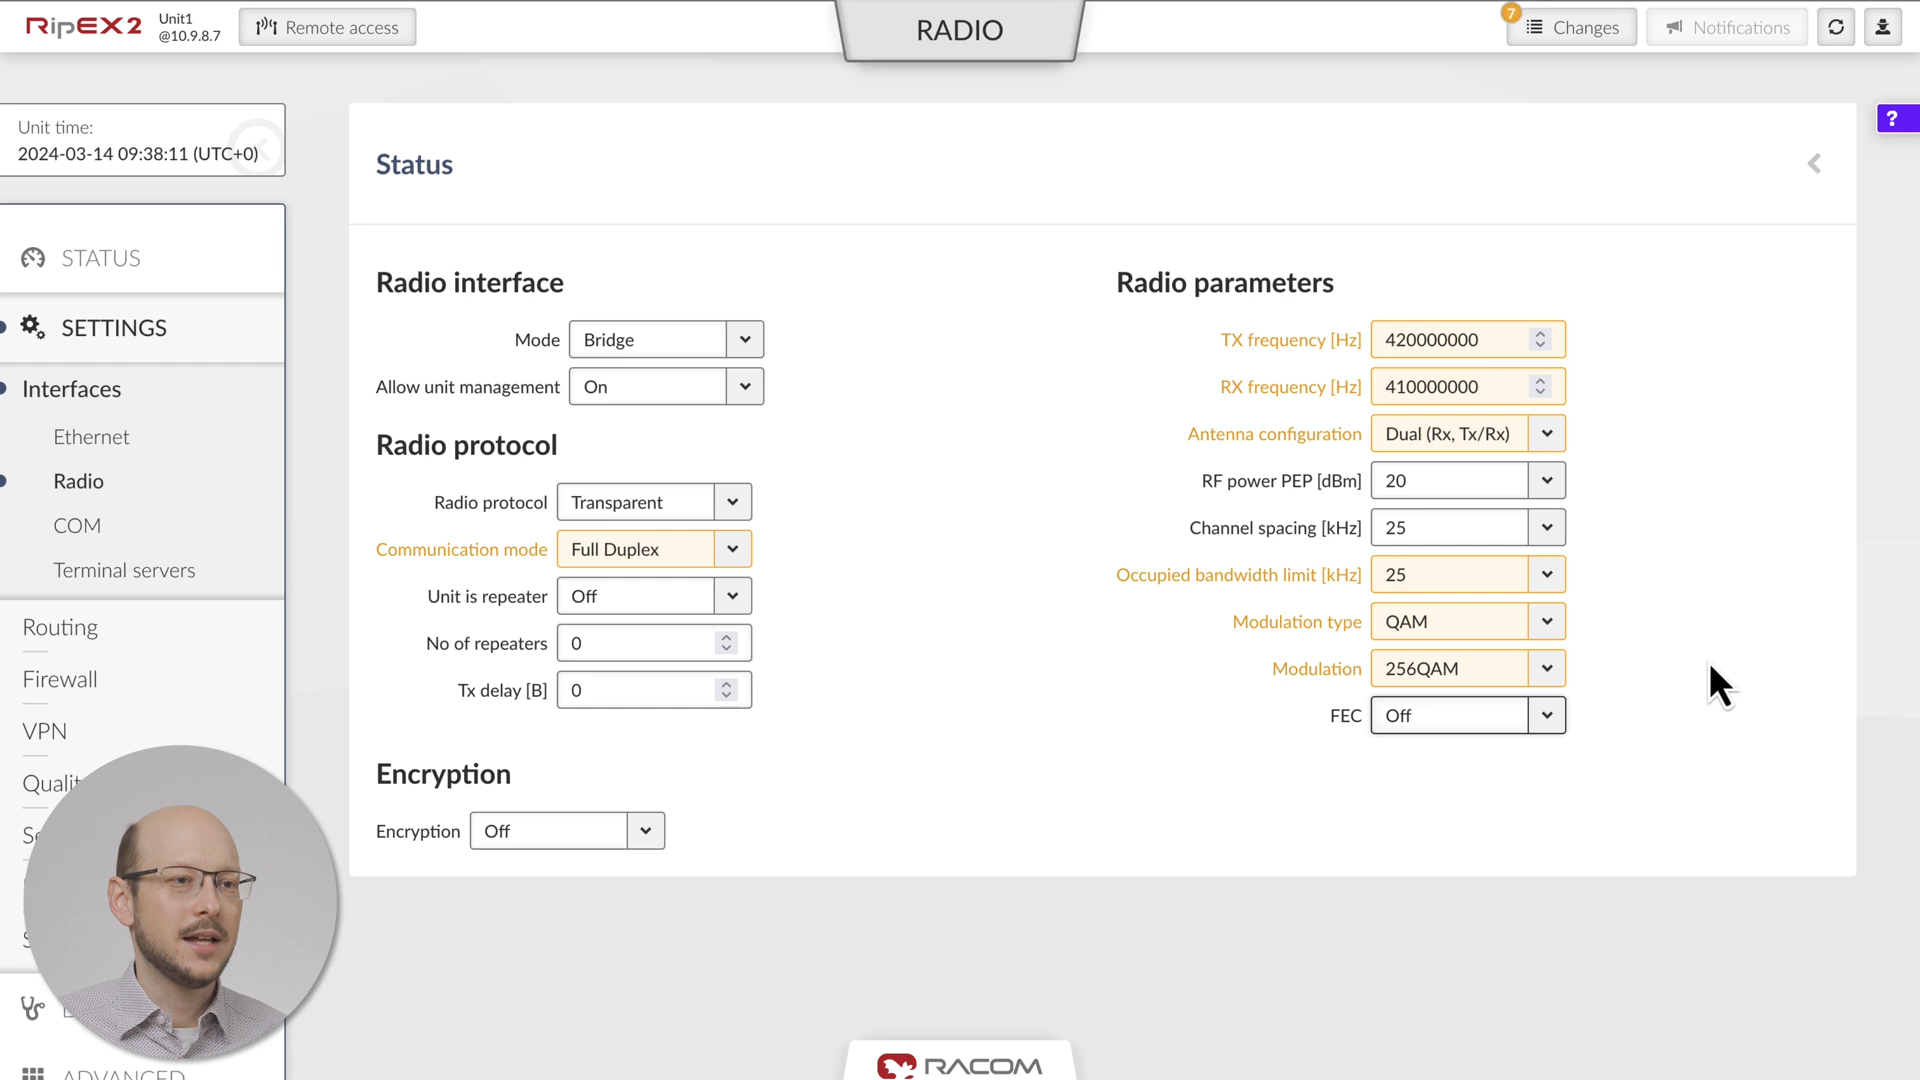 RipEX2
Unit1
@10.9.8.7
Remote access
RADIO
7
Changes
Notifications
Unit time:
2024-03-14 09:38:11 (UTC+0)
?
STATUS
SETTINGS
Interfaces
Ethernet
Radio
COM
Terminal servers
Routing
Firewall
VPN
ADVANCED
Status
Radio interface
Mode Bridge
Allow unit management On
Radio protocol
Radio protocol Transparent
Communication mode Full Duplex
Unit is repeater Off
No of repeaters 0
Tx delay [B] 0
Encryption
Encryption Off
Radio parameters
TX frequency [Hz] 420000000
RX frequency [Hz] 410000000
Antenna configuration Dual (Rx, Tx/Rx)
RF power PEP [dBm] 20
Channel spacing [kHz] 25
Occupied bandwidth limit [kHz] 25
Modulation type QAM
Modulation 256QAM
FEC Off
RACOM